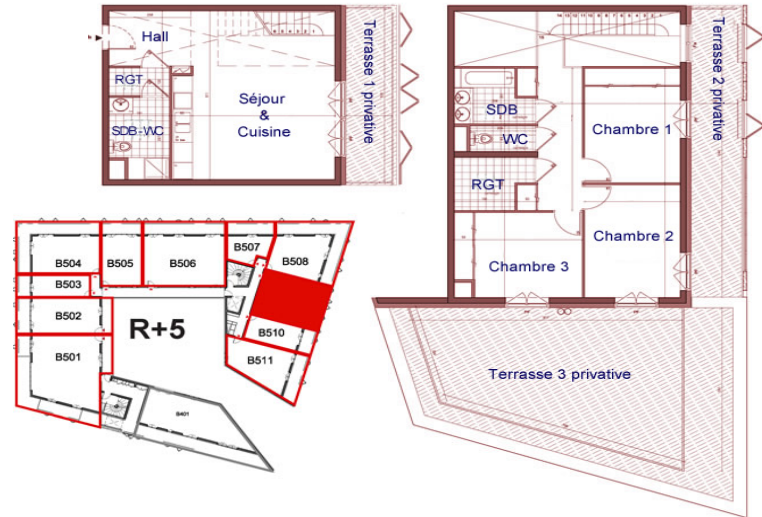 Hall
RGT
SDB-WC
Séjour
&
Cuisine
Terrasse 1 privative
SDB
WC
RGT
Chambre 1
Chambre 2
Chambre 3
Terrasse 2 privative
Terrasse 3 privative
B504
B505
B506
B507
B508
B503
B502
B501
R+5
B510
B511
B401